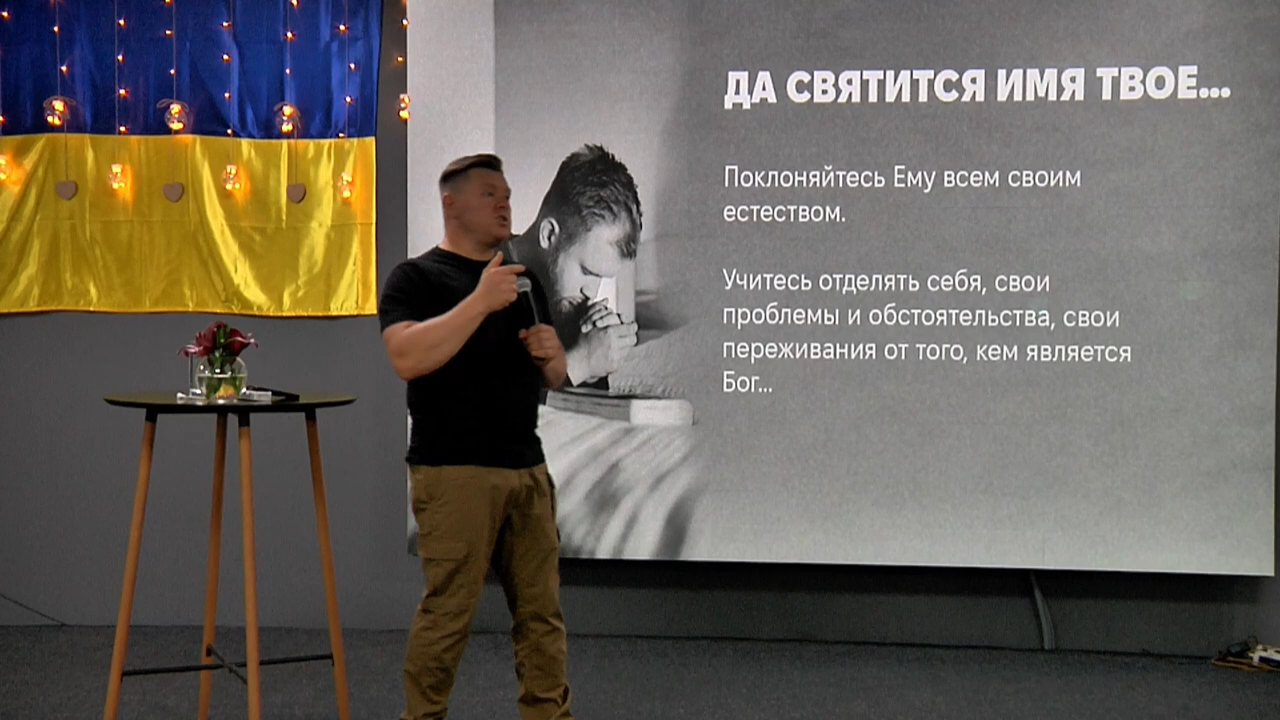 ДА СВЯТИТСЯ ИМЯ ТВОЕ...
Поклоняйтесь Ему всем своим
естеством.
Учитесь отделять себя, свои
проблемы и обстоятельства, свои
переживания от того, кем является
Бог...